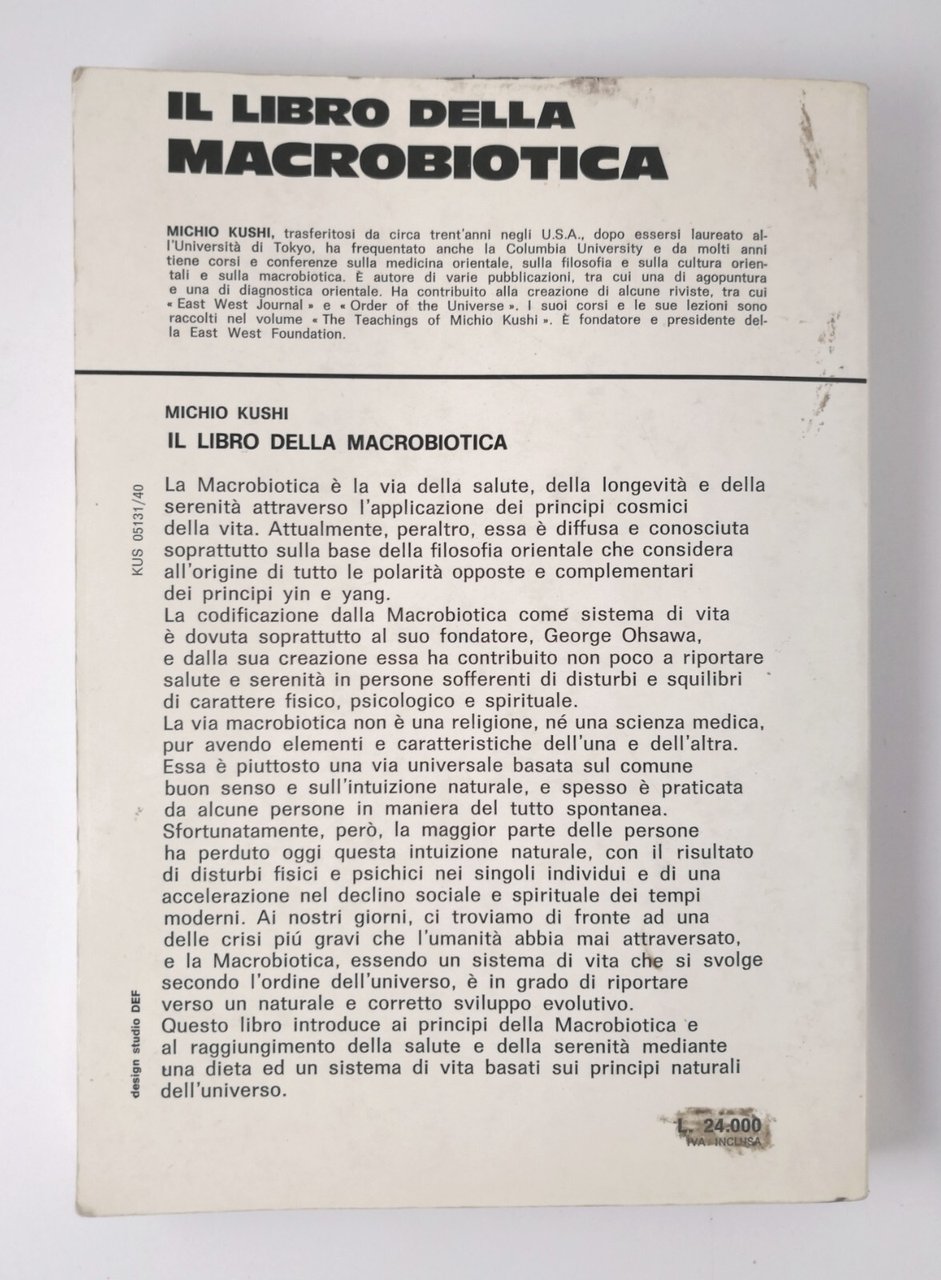 IL LIBRO DELLA
MACROBIOTICA
MICHIO KUSHI, trasferitosi da circa trent'anni negli U.S.A., dopo essersi laureato al-
l'Università di Tokyo, ha frequentato anche la Columbia University e da molti anni
tiene corsi e conferenze sulla medicina orientale, sulla filosofia e sulla cultura orien-
tali e sulla macrobiotica. È autore di varie pubblicazioni, tra cui una di agopuntura
e una di diagnostica orientale. Ha contribuito alla creazione di alcune riviste, tra cui
« East West Journal » e « Order of the Universe ». I suoi corsi e le sue lezioni sono
raccolti nel volume « The Teachings of Michio Kushi ». È fondatore e presidente del-
la East West Foundation.
MICHIO KUSHI
IL LIBRO DELLA MACROBIOTICA
La Macrobiotica è la via della salute, della longevità e della
serenità attraverso l'applicazione dei principi cosmici
della vita. Attualmente, peraltro, essa è diffusa e conosciuta
soprattutto sulla base della filosofia orientale che considera
all'origine di tutto le polarità opposte e complementari
dei principi yin e yang.
La codificazione dalla Macrobiotica come sistema di vita
è dovuta soprattutto al suo fondatore, George Ohsawa,
e dalla sua creazione essa ha contribuito non poco a riportare
salute e serenità in persone sofferenti di disturbi e squilibri
di carattere fisico, psicologico e spirituale.
La via macrobiotica non è una religione, né una scienza medica,
pur avendo elementi e caratteristiche dell'una e dell'altra.
Essa è piuttosto una via universale basata sul comune
buon senso e sull'intuizione naturale, e spesso è praticata
da alcune persone in maniera del tutto spontanea.
Sfortunatamente, però, la maggior parte delle persone
ha perduto oggi questa intuizione naturale, con il risultato
di disturbi fisici e psichici nei singoli individui e di una
accelerazione nel declino sociale e spirituale dei tempi
moderni. Ai nostri giorni, ci troviamo di fronte ad una
delle crisi piú gravi che l'umanità abbia mai attraversato,
e la Macrobiotica, essendo un sistema di vita che si svolge
secondo l'ordine dell'universo, è in grado di riportare
verso un naturale e corretto sviluppo evolutivo.
Questo libro introduce ai principi della Macrobiotica e
al raggiungimento della salute e della serenità mediante
una dieta ed un sistema di vita basati sui principi naturali
dell'universo.
KUS 05131/40
design studio DEF
L. 24.000
IVA INCLUSA